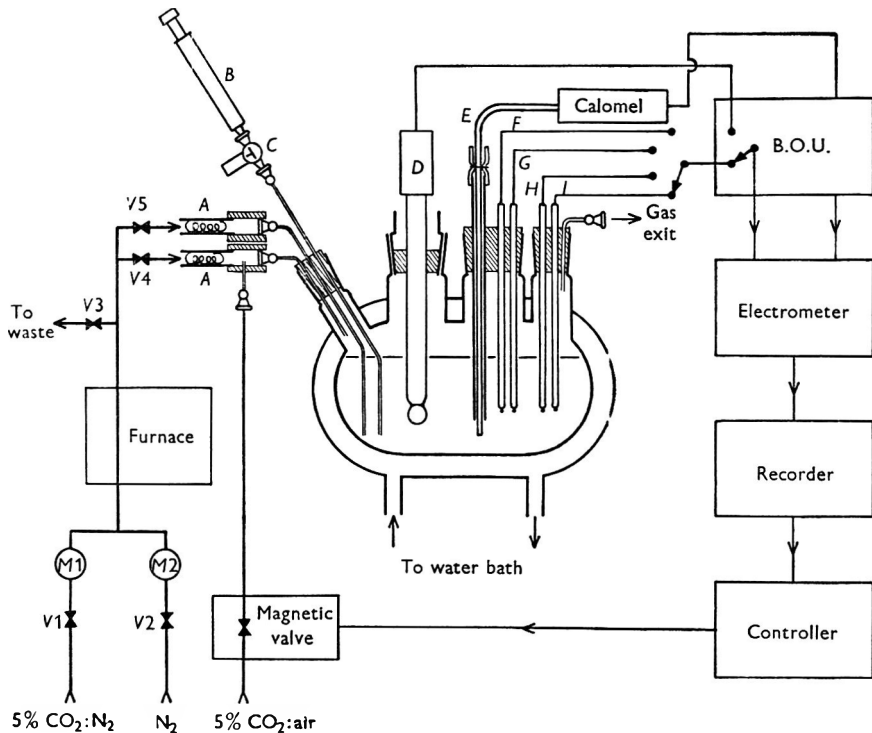 B
C
Calomel
E
F
B.O.U.
D
G
V5
A
H
I
Gas
exit
A
V4
V3
To
waste
Electrometer
Furnace
Recorder
M1
M2
To water bath
V1
V2
Magnetic
valve
Controller
5% CO₂:N₂
N₂
5% CO₂:air